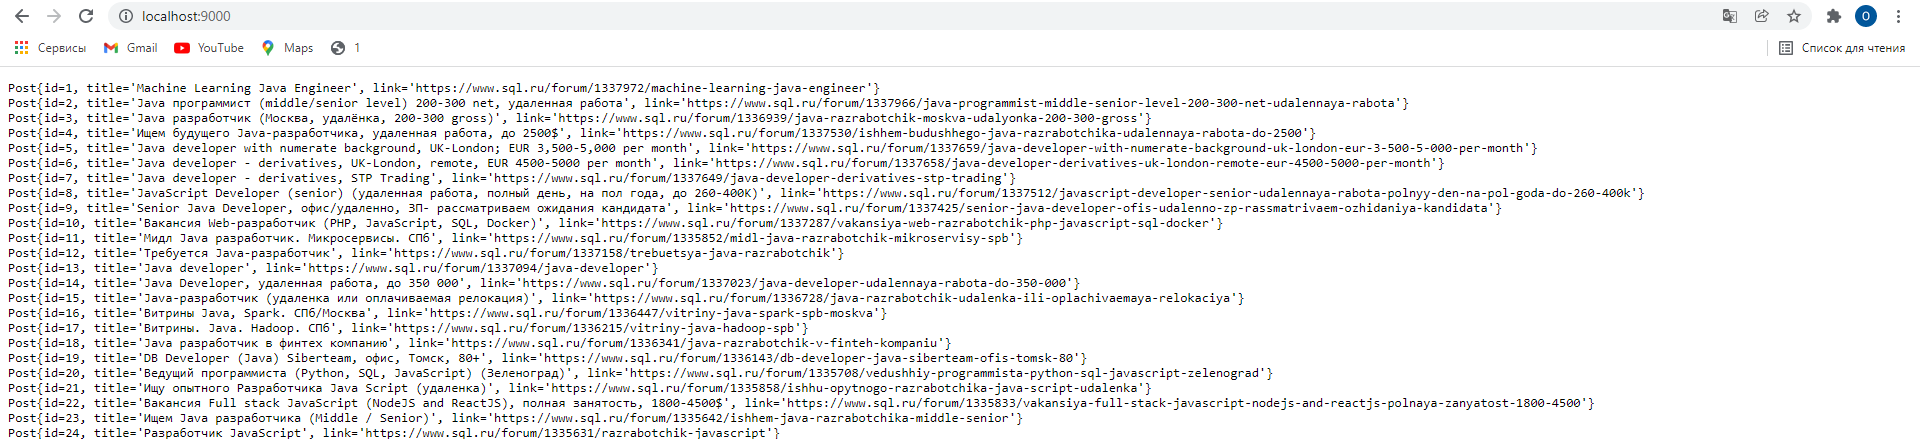 localhost:9000
O
Сервисы Gmail YouTube Maps 1 Список для чтения
Post{id=1, title='Machine Learning Java Engineer', link='https://www.sql.ru/forum/1337972/machine-learning-java-engineer'}
Post{id=2, title='Java программист (middle/senior level) 200-300 net, удаленная работа', link='https://www.sql.ru/forum/1337966/java-programmist-middle-senior-level-200-300-net-udalennaya-rabota'}
Post{id=3, title='Java разработчик (Москва, удалёнка, 200-300 gross)', link='https://www.sql.ru/forum/1336939/java-razrabotchik-moskva-udalyonka-200-300-gross'}
Post{id=4, title='Ищем будущего Java-разработчика, удаленная работа, до 2500$', link='https://www.sql.ru/forum/1337530/ishhem-budushhego-java-razrabotchika-udalennaya-rabota-do-2500'}
Post{id=5, title='Java developer with numerate background, UK-London; EUR 3,500-5,000 per month', link='https://www.sql.ru/forum/1337659/java-developer-with-numerate-background-uk-london-eur-3-500-5-000-per-month'}
Post{id=6, title='Java developer - derivatives, UK-London, remote, EUR 4500-5000 per month', link='https://www.sql.ru/forum/1337658/java-developer-derivatives-uk-london-remote-eur-4500-5000-per-month'}
Post{id=7, title='Java developer - derivatives, STP Trading', link='https://www.sql.ru/forum/1337649/java-developer-derivatives-stp-trading'}
Post{id=8, title='JavaScript Developer (senior) (удаленная работа, полный день, на пол года, до 260-400К)', link='https://www.sql.ru/forum/1337512/javascript-developer-senior-udalennaya-rabota-polnyy-den-na-pol-goda-do-260-400k'}
Post{id=9, title='Senior Java Developer, офис/удаленно, ЗП- рассматриваем ожидания кандидата', link='https://www.sql.ru/forum/1337425/senior-java-developer-ofis-udalenno-zp-rassmatrivaem-ozhidaniya-kandidata'}
Post{id=10, title='Вакансия Web-разработчик (PHP, JavaScript, SQL, Docker)', link='https://www.sql.ru/forum/1337287/vakansiya-web-razrabotchik-php-javascript-sql-docker'}
Post{id=11, title='Мидл Java разработчик. Микросервисы. СПб', link='https://www.sql.ru/forum/1335852/midl-java-razrabotchik-mikroservisy-spb'}
Post{id=12, title='Требуется Java-разработчик', link='https://www.sql.ru/forum/1337158/trebuetsya-java-razrabotchik'}
Post{id=13, title='Java developer', link='https://www.sql.ru/forum/1337094/java-developer'}
Post{id=14, title='Java Developer, удаленная работа, до 350 000', link='https://www.sql.ru/forum/1337023/java-developer-udalennaya-rabota-do-350-000'}
Post{id=15, title='Java-разработчик (удаленка или оплачиваемая релокация)', link='https://www.sql.ru/forum/1336728/java-razrabotchik-udalenka-ili-oplachivaemaya-relokaciya'}
Post{id=16, title='Витрины Java, Spark. СПб/Москва', link='https://www.sql.ru/forum/1336447/vitriny-java-spark-spb-moskva'}
Post{id=17, title='Витрины. Java. Hadoop. СПб', link='https://www.sql.ru/forum/1336215/vitriny-java-hadoop-spb'}
Post{id=18, title='Java разработчик в финтех компанию', link='https://www.sql.ru/forum/1336341/java-razrabotchik-v-finteh-kompaniu'}
Post{id=19, title='DB Developer (Java) Siberteam, офис, Томск, 80+', link='https://www.sql.ru/forum/1336143/db-developer-java-siberteam-ofis-tomsk-80'}
Post{id=20, title='Ведущий программиста (Python, SQL, JavaScript) (Зеленоград)', link='https://www.sql.ru/forum/1335708/vedushhiy-programmista-python-sql-javascript-zelenograd'}
Post{id=21, title='Ищу опытного Разработчика Java Script (удаленка)', link='https://www.sql.ru/forum/1335858/ishhu-opytnogo-razrabotchika-java-script-udalenka'}
Post{id=22, title='Вакансия Full stack JavaScript (NodeJS and ReactJS), полная занятость, 1800-4500$', link='https://www.sql.ru/forum/1335833/vakansiya-full-stack-javascript-nodejs-and-reactjs-polnaya-zanyatost-1800-4500'}
Post{id=23, title='Ищем Java разработчика (Middle / Senior)', link='https://www.sql.ru/forum/1335642/ishhem-java-razrabotchika-middle-senior'}
Post{id=24, title='Разработчик JavaScript', link='https://www.sql.ru/forum/1335631/razrabotchik-javascript'}